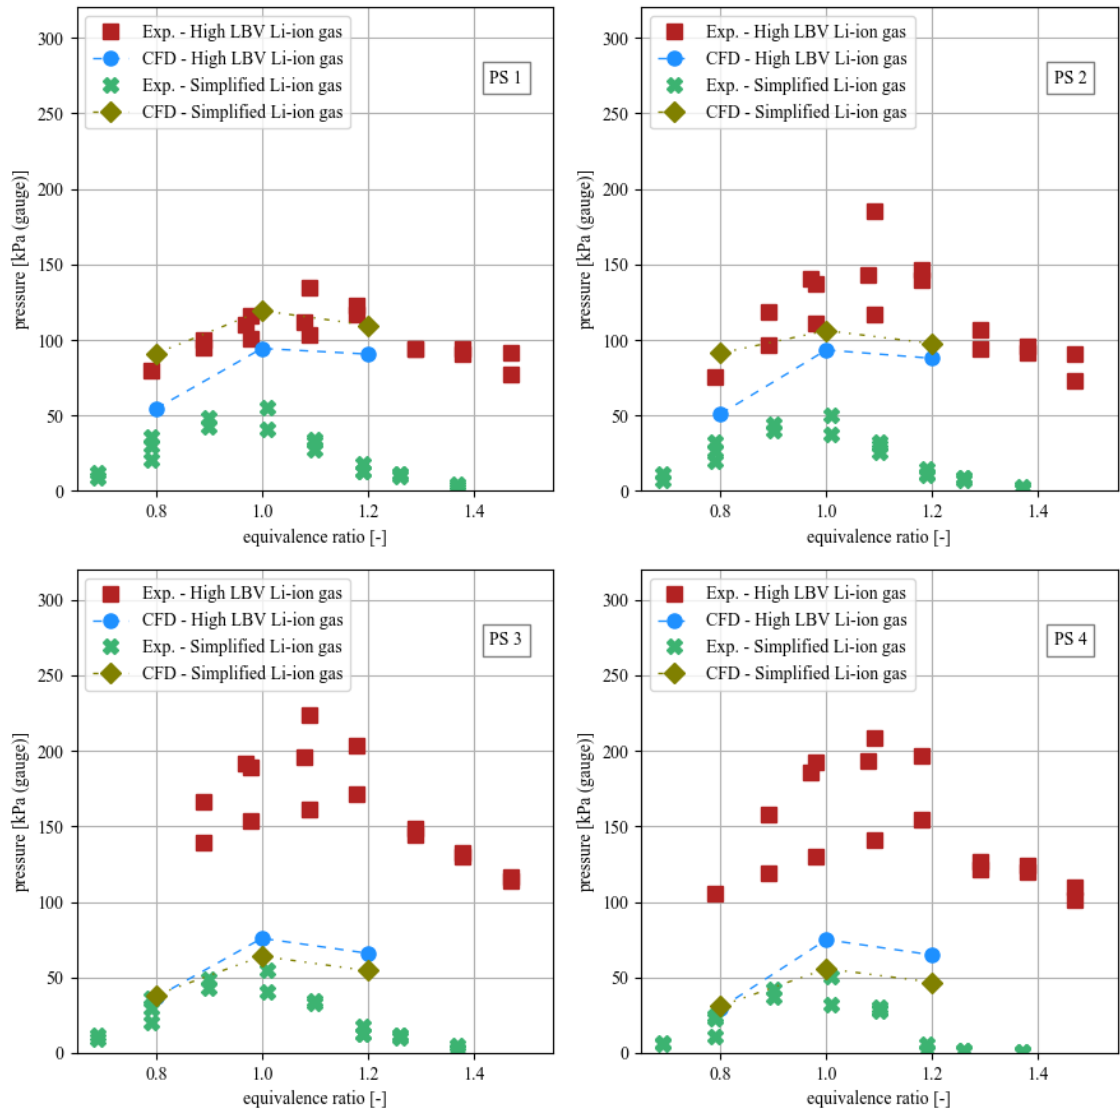 Exp. - High LBV Li-ion gas
CFD - High LBV Li-ion gas
Exp. - Simplified Li-ion gas
CFD - Simplified Li-ion gas
PS 1
300
250
200
150
100
50
0
pressure [kPa (gauge)]
0.8 1.0 1.2 1.4
equivalence ratio [-]
Exp. - High LBV Li-ion gas
CFD - High LBV Li-ion gas
Exp. - Simplified Li-ion gas
CFD - Simplified Li-ion gas
PS 2
300
250
200
150
100
50
0
pressure [kPa (gauge)]
0.8 1.0 1.2 1.4
equivalence ratio [-]
Exp. - High LBV Li-ion gas
CFD - High LBV Li-ion gas
Exp. - Simplified Li-ion gas
CFD - Simplified Li-ion gas
PS 3
300
250
200
150
100
50
0
pressure [kPa (gauge)]
0.8 1.0 1.2 1.4
equivalence ratio [-]
Exp. - High LBV Li-ion gas
CFD - High LBV Li-ion gas
Exp. - Simplified Li-ion gas
CFD - Simplified Li-ion gas
PS 4
300
250
200
150
100
50
0
pressure [kPa (gauge)]
0.8 1.0 1.2 1.4
equivalence ratio [-]